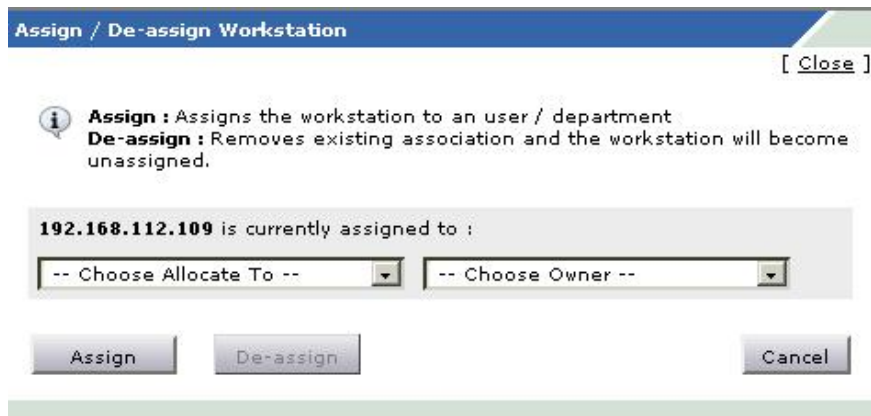 Assign / De-assign Workstation
[ Close ]
Assign : Assigns the workstation to an user / department
De-assign : Removes existing association and the workstation will become
unassigned.
192.168.112.109 is currently assigned to :
-- Choose Allocate To -- -- Choose Owner --
Assign De-assign Cancel